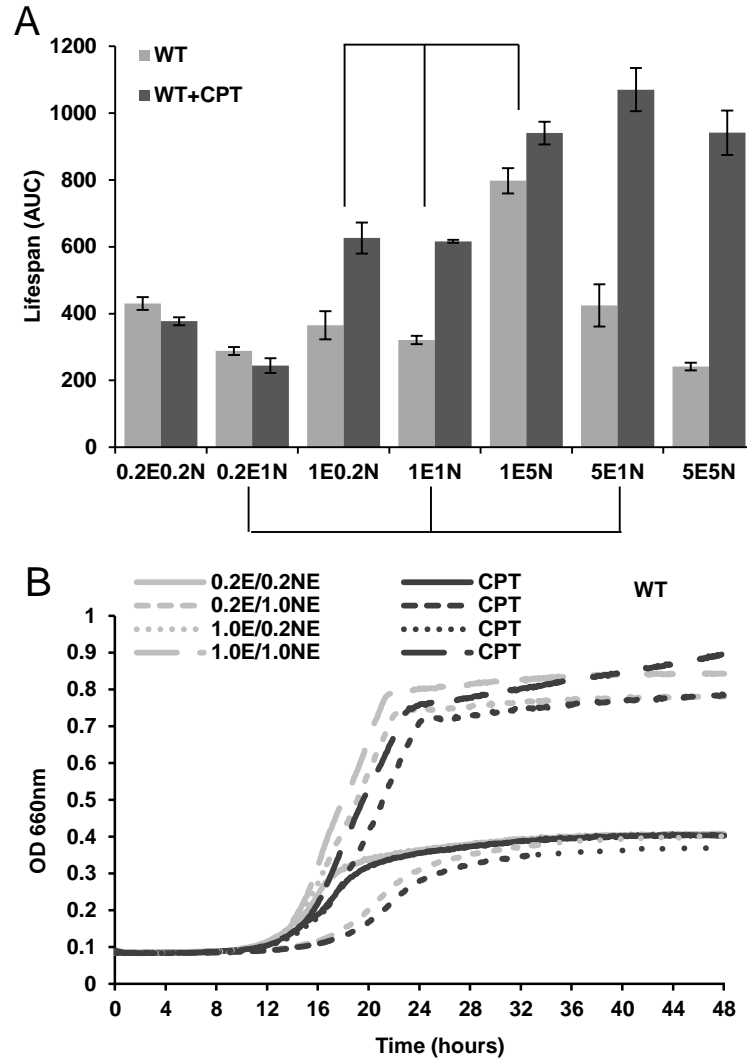 A
1200
1000
800
600
400
200
0
Lifespan (AUC)
WT
WT+CPT
0.2E0.2N 0.2E1N 1E0.2N 1E1N 1E5N 5E1N 5E5N
B
0.2E/0.2NE CPT WT
0.2E/1.0NE CPT
1.0E/0.2NE CPT
1.0E/1.0NE CPT
1
0.9
0.8
0.7
0.6
0.5
0.4
0.3
0.2
0.1
0
OD 660nm
0 4 8 12 16 20 24 28 32 36 40 44 48
Time (hours)